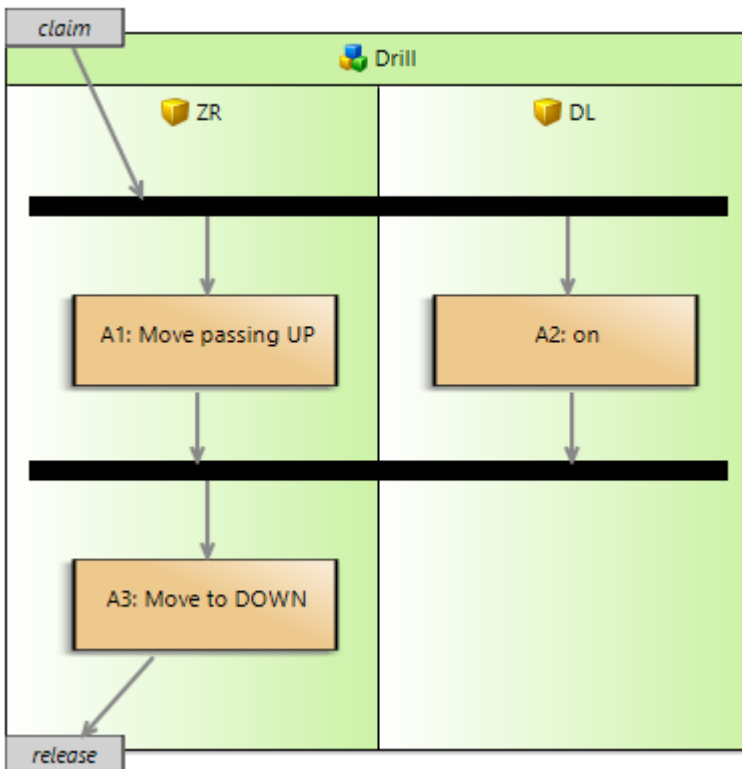 claim
Drill
ZR
DL
A1: Move passing UP
A2: on
A3: Move to DOWN
release